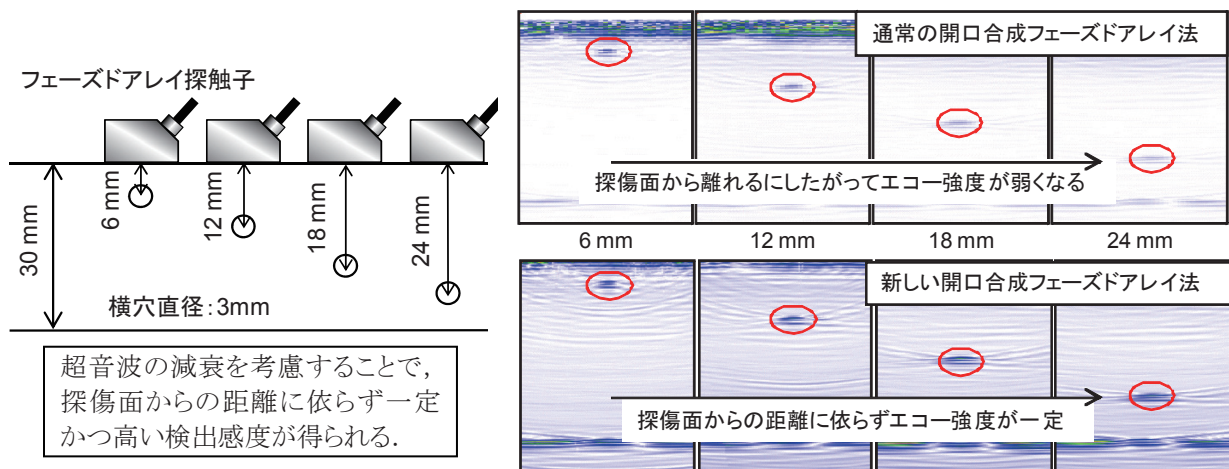 フェーズドアレイ探触子
6 mm
12 mm
18 mm
24 mm
30 mm
横穴直径:3mm
超音波の減衰を考慮することで,
探傷面からの距離に依らず一定
かつ高い検出感度が得られる.
通常の開口合成フェーズドアレイ法
探傷面から離れるにしたがってエコー強度が弱くなる
6 mm
12 mm
18 mm
24 mm
新しい開口合成フェーズドアレイ法
探傷面からの距離に依らずエコー強度が一定